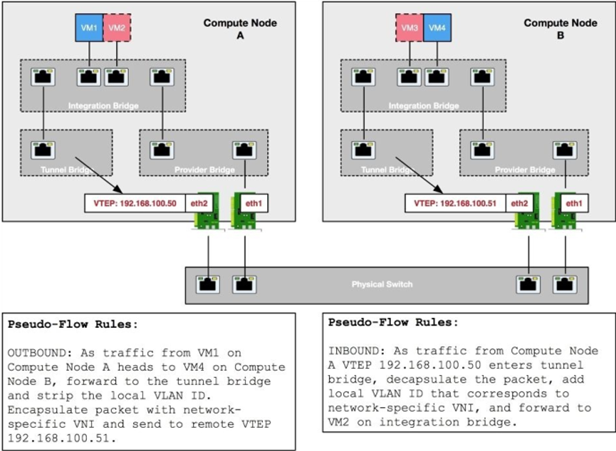 Compute Node
A
VM1
VM2
Integration Bridge
Tunnel Bridge
Provider Bridge
VTEP: 192.168.100.50
eth2
eth1
Compute Node
B
VM3
VM4
Integration Bridge
Tunnel Bridge
Provider Bridge
VTEP: 192.168.100.51
eth2
eth1
Physical Switch
Pseudo-Flow Rules:
OUTBOUND: As traffic from VM1 on
Compute Node A heads to VM4 on Compute
Node B, forward to the tunnel bridge
and strip the local VLAN ID.
Encapsulate packet with network-
specific VNI and send to remote VTEP
192.168.100.51.
Pseudo-Flow Rules:
INBOUND: As traffic from Compute Node
A VTEP 192.168.100.50 enters tunnel
bridge, decapsulate the packet, add
local VLAN ID that corresponds to
network-specific VNI, and forward to
VM2 on integration bridge.